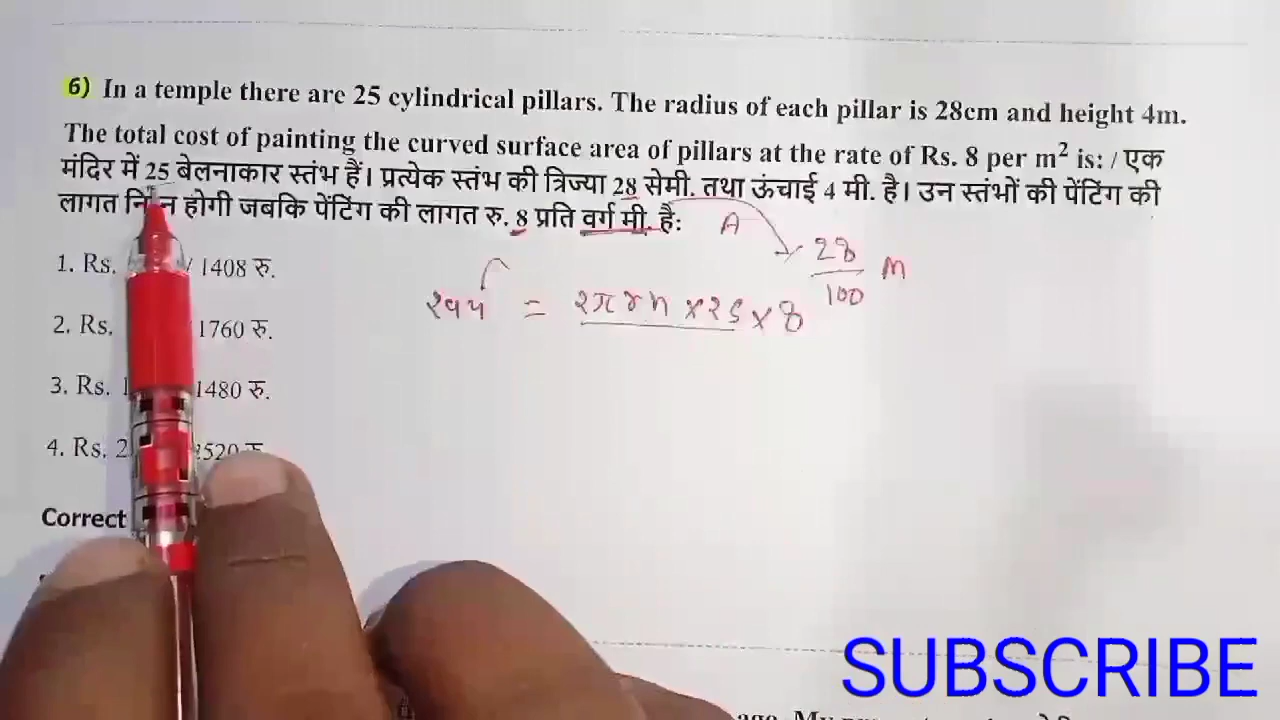 6) In a temple there are 25 cylindrical pillars. The radius of each pillar is 28cm and height 4m.
The total cost of painting the curved surface area of pillars at the rate of Rs. 8 per m² is: / एक
मंदिर में 25 बेलनाकार स्तंभ हैं। प्रत्येक स्तंभ की त्रिज्या 28 सेमी. तथा ऊंचाई 4 मी. है। उन स्तंभों की पेंटिंग की
लागत होगी जबकि पेंटिंग की लागत रु. 8 प्रति वर्ग मी. है:
A
28
100 m
= २πrh × २५ × 8
1. Rs. / 1408 रु.
2. Rs. 1760 रु.
3. Rs. 1480 रु.
4. Rs. 2
Correct
SUBSCRIBE